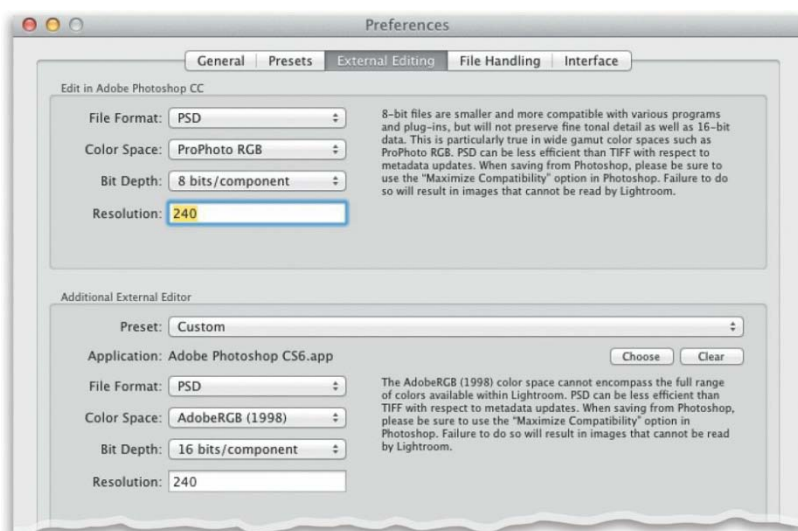 Preferences
General Presets External Editing File Handling Interface
Edit in Adobe Photoshop CC
File Format: PSD
Color Space: ProPhoto RGB
Bit Depth: 8 bits/component
Resolution: 240
8-bit files are smaller and more compatible with various programs
and plug-ins, but will not preserve fine tonal detail as well as 16-bit
data. This is particularly true in wide gamut color spaces such as
ProPhoto RGB. PSD can be less efficient than TIFF with respect to
metadata updates. When saving from Photoshop, please be sure to
use the "Maximize Compatibility" option in Photoshop. Failure to do
so will result in images that cannot be read by Lightroom.
Additional External Editor
Preset: Custom
Application: Adobe Photoshop CS6.app
Choose Clear
File Format: PSD
Color Space: AdobeRGB (1998)
Bit Depth: 16 bits/component
Resolution: 240
The AdobeRGB (1998) color space cannot encompass the full range
of colors available within Lightroom. PSD can be less efficient than
TIFF with respect to metadata updates. When saving from Photoshop,
please be sure to use the "Maximize Compatibility" option in
Photoshop. Failure to do so will result in images that cannot be read
by Lightroom.